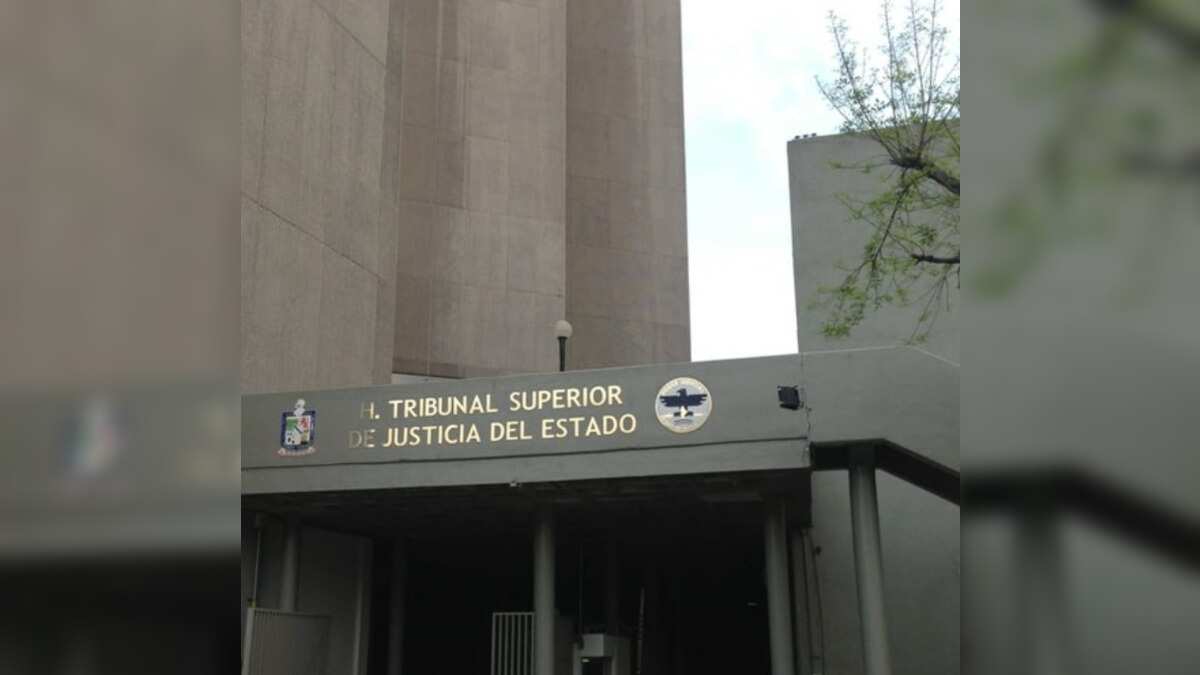 H. TRIBUNAL SUPERIOR
DE JUSTICIA DEL ESTADO